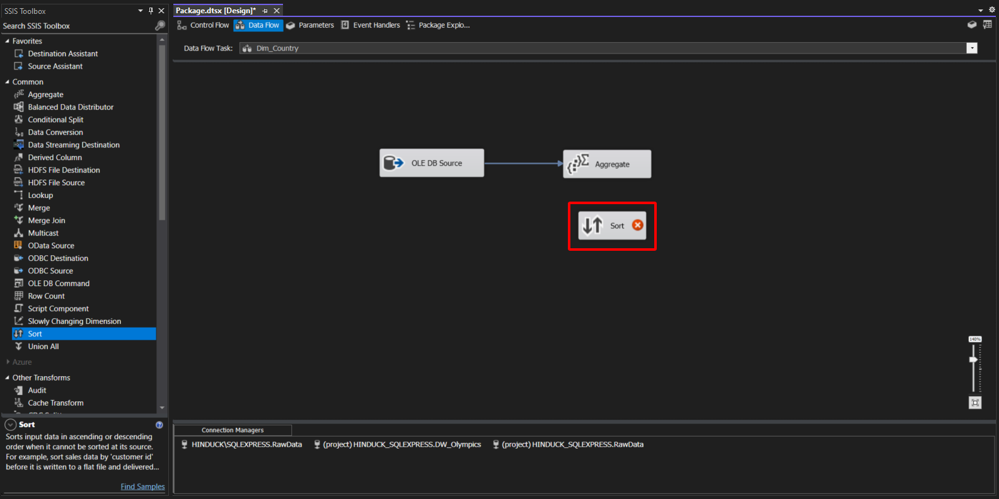 SSIS Toolbox
Search SSIS Toolbox
Favorites
Destination Assistant
Source Assistant
Common
Aggregate
Balanced Data Distributor
Conditional Split
Data Conversion
Data Streaming Destination
Derived Column
HDFS File Destination
HDFS File Source
Lookup
Merge
Merge Join
Multicast
OData Source
ODBC Destination
ODBC Source
OLE DB Command
Row Count
Script Component
Slowly Changing Dimension
Sort
Union All
Azure
Other Transforms
Audit
Cache Transform
Sort
Sorts input data in ascending or descending
order when it cannot be sorted at its source.
For example, sort sales data by 'customer id'
before it is written to a flat file and delivered...
Find Samples
Package.dtsx [Design]*
Control Flow Data Flow Parameters Event Handlers Package Explo...
Data Flow Task: Dim_Country
OLE DB Source
Aggregate
Sort
140%
Connection Managers
HINDUCK\SQLEXPRESS.RawData (project) HINDUCK_SQLEXPRESS.DW_Olympics (project) HINDUCK_SQLEXPRESS.RawData